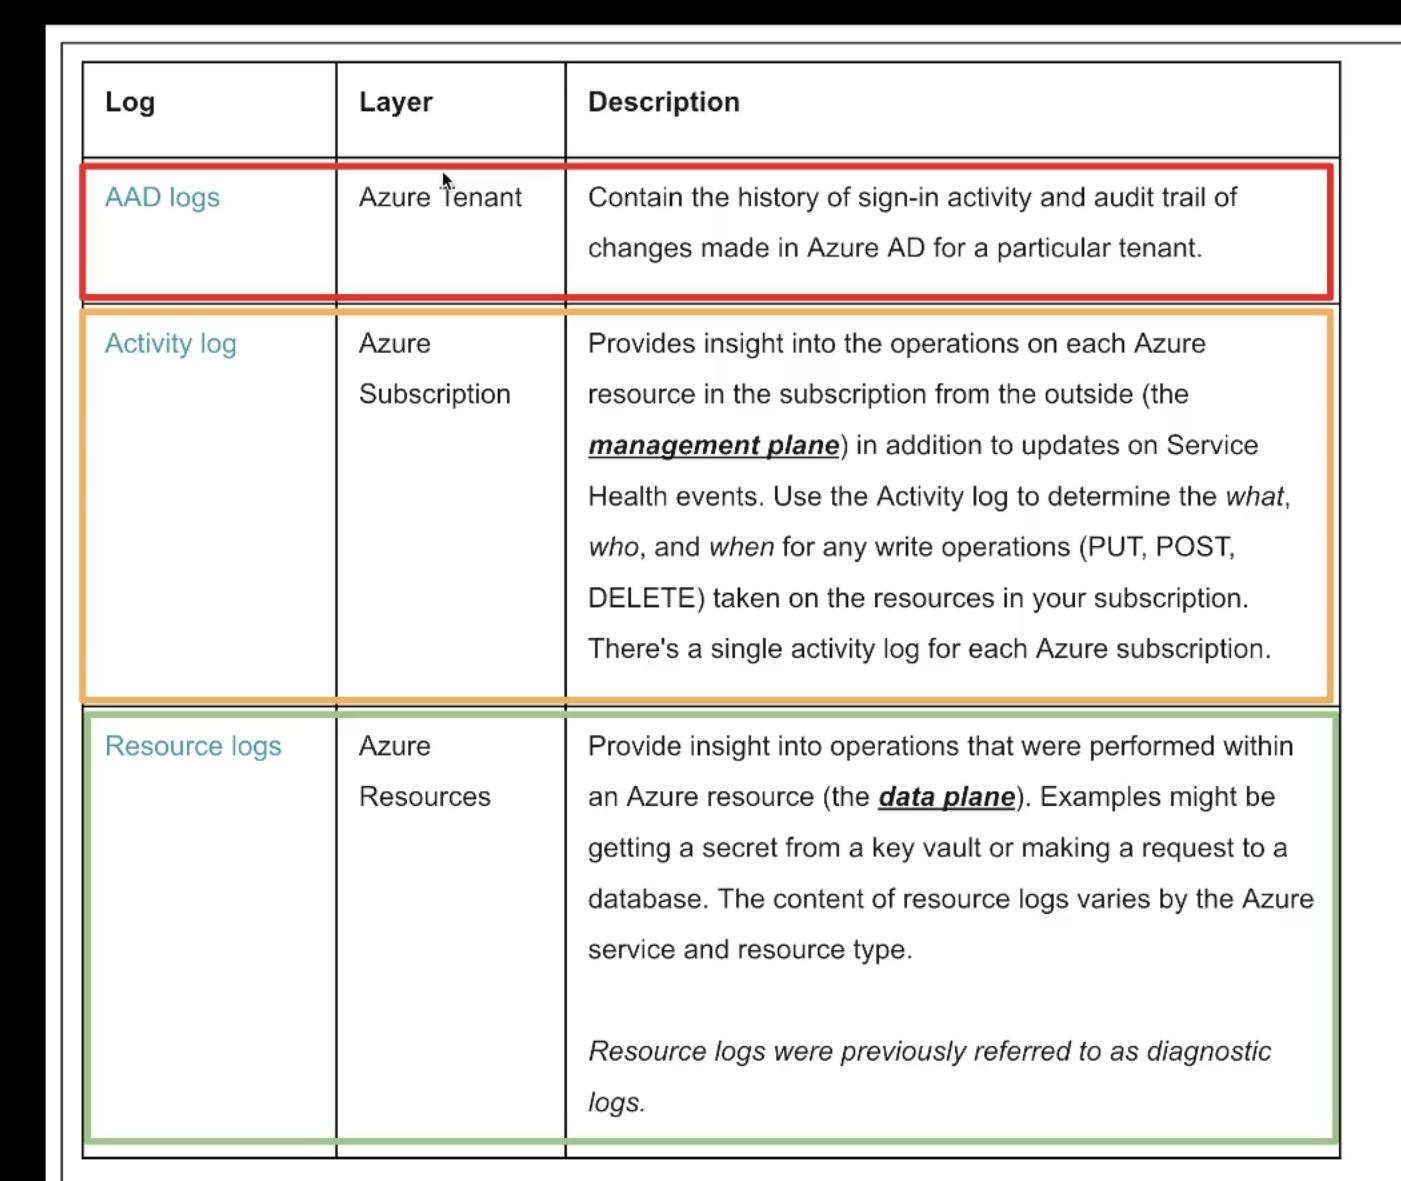 Log
Layer
Description
AAD logs
Azure Tenant
Contain the history of sign-in activity and audit trail of
changes made in Azure AD for a particular tenant.
Activity log
Azure
Subscription
Provides insight into the operations on each Azure
resource in the subscription from the outside (the
management plane) in addition to updates on Service
Health events. Use the Activity log to determine the what,
who, and when for any write operations (PUT, POST,
DELETE) taken on the resources in your subscription.
There's a single activity log for each Azure subscription.
Resource logs
Azure
Resources
Provide insight into operations that were performed within
an Azure resource (the data plane). Examples might be
getting a secret from a key vault or making a request to a
database. The content of resource logs varies by the Azure
service and resource type.
Resource logs were previously referred to as diagnostic
logs.